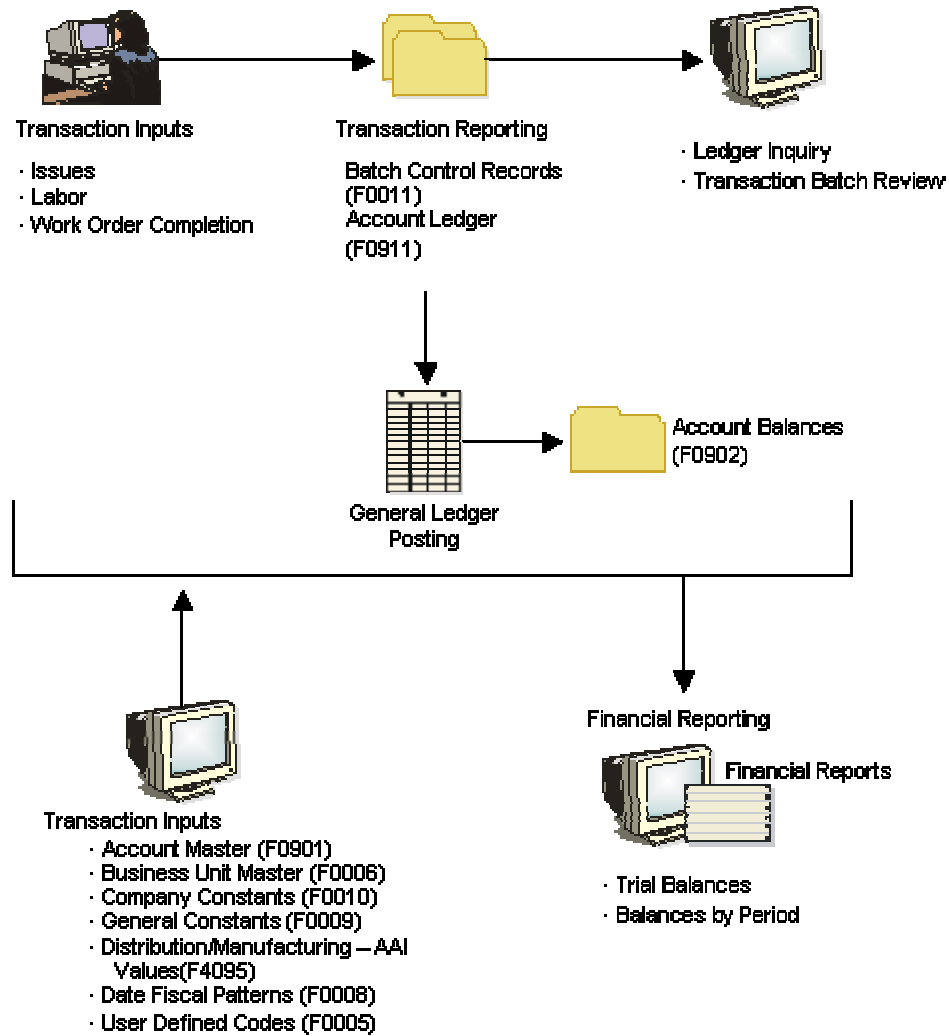 Transaction Inputs
· Issues
· Labor
· Work Order Completion
Transaction Reporting
Batch Control Records
(F0011)
Account Ledger
(F0911)
· Ledger Inquiry
· Transaction Batch Review
General Ledger
Posting
Account Balances
(F0902)
Transaction Inputs
· Account Master (F0901)
· Business Unit Master (F0006)
· Company Constants (F0010)
· General Constants (F0009)
· Distribution/Manufacturing – AAI
Values(F4095)
· Date Fiscal Patterns (F0008)
· User Defined Codes (F0005)
Financial Reporting
Financial Reports
· Trial Balances
· Balances by Period